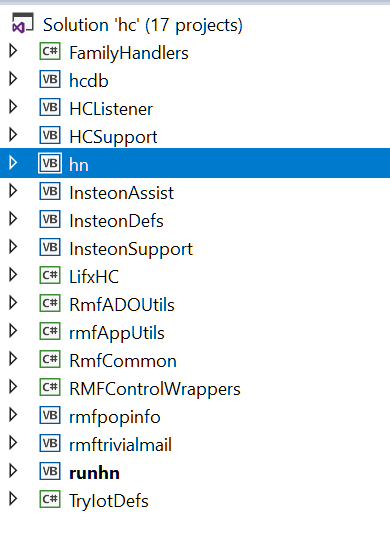 Solution 'hc' (17 projects)
C# FamilyHandlers
VB hcdb
VB HCListener
VB HCSupport
VB hn
VB InsteonAssist
VB InsteonDefs
VB InsteonSupport
C# LifxHC
C# RmfADOUtils
C# rmfAppUtils
C# RmfCommon
C# RMFControlWrappers
VB rmfpopinfo
VB rmftrivialmail
VB runhn
C# TryIotDefs